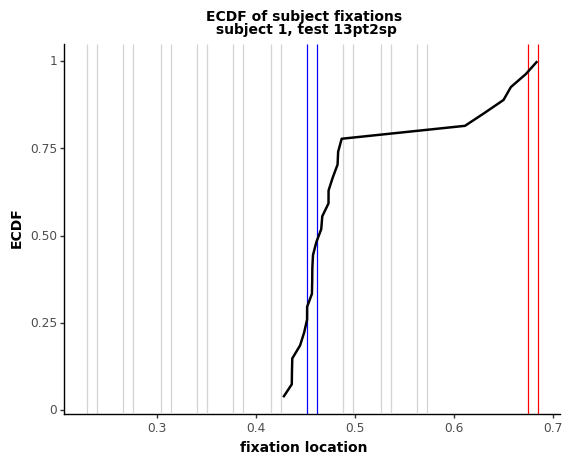 ECDF of subject fixations
subject 1, test 13pt2sp
ECDF
1
0.75
0.50
0.25
0
0.3 0.4 0.5 0.6 0.7
fixation location